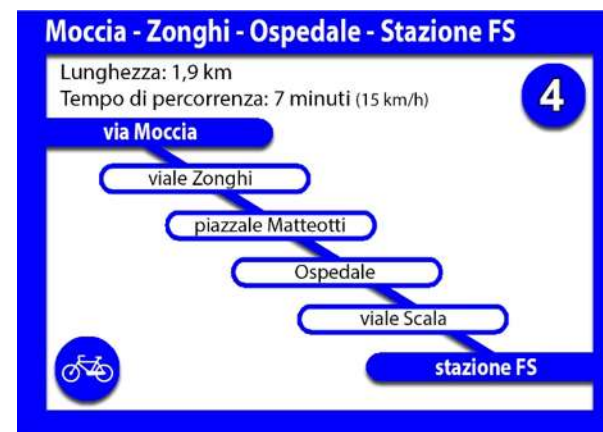 Moccia - Zonghi - Ospedale - Stazione FS
Lunghezza: 1,9 km
Tempo di percorrenza: 7 minuti (15 km/h)
4
via Moccia
viale Zonghi
piazzale Matteotti
Ospedale
viale Scala
stazione FS